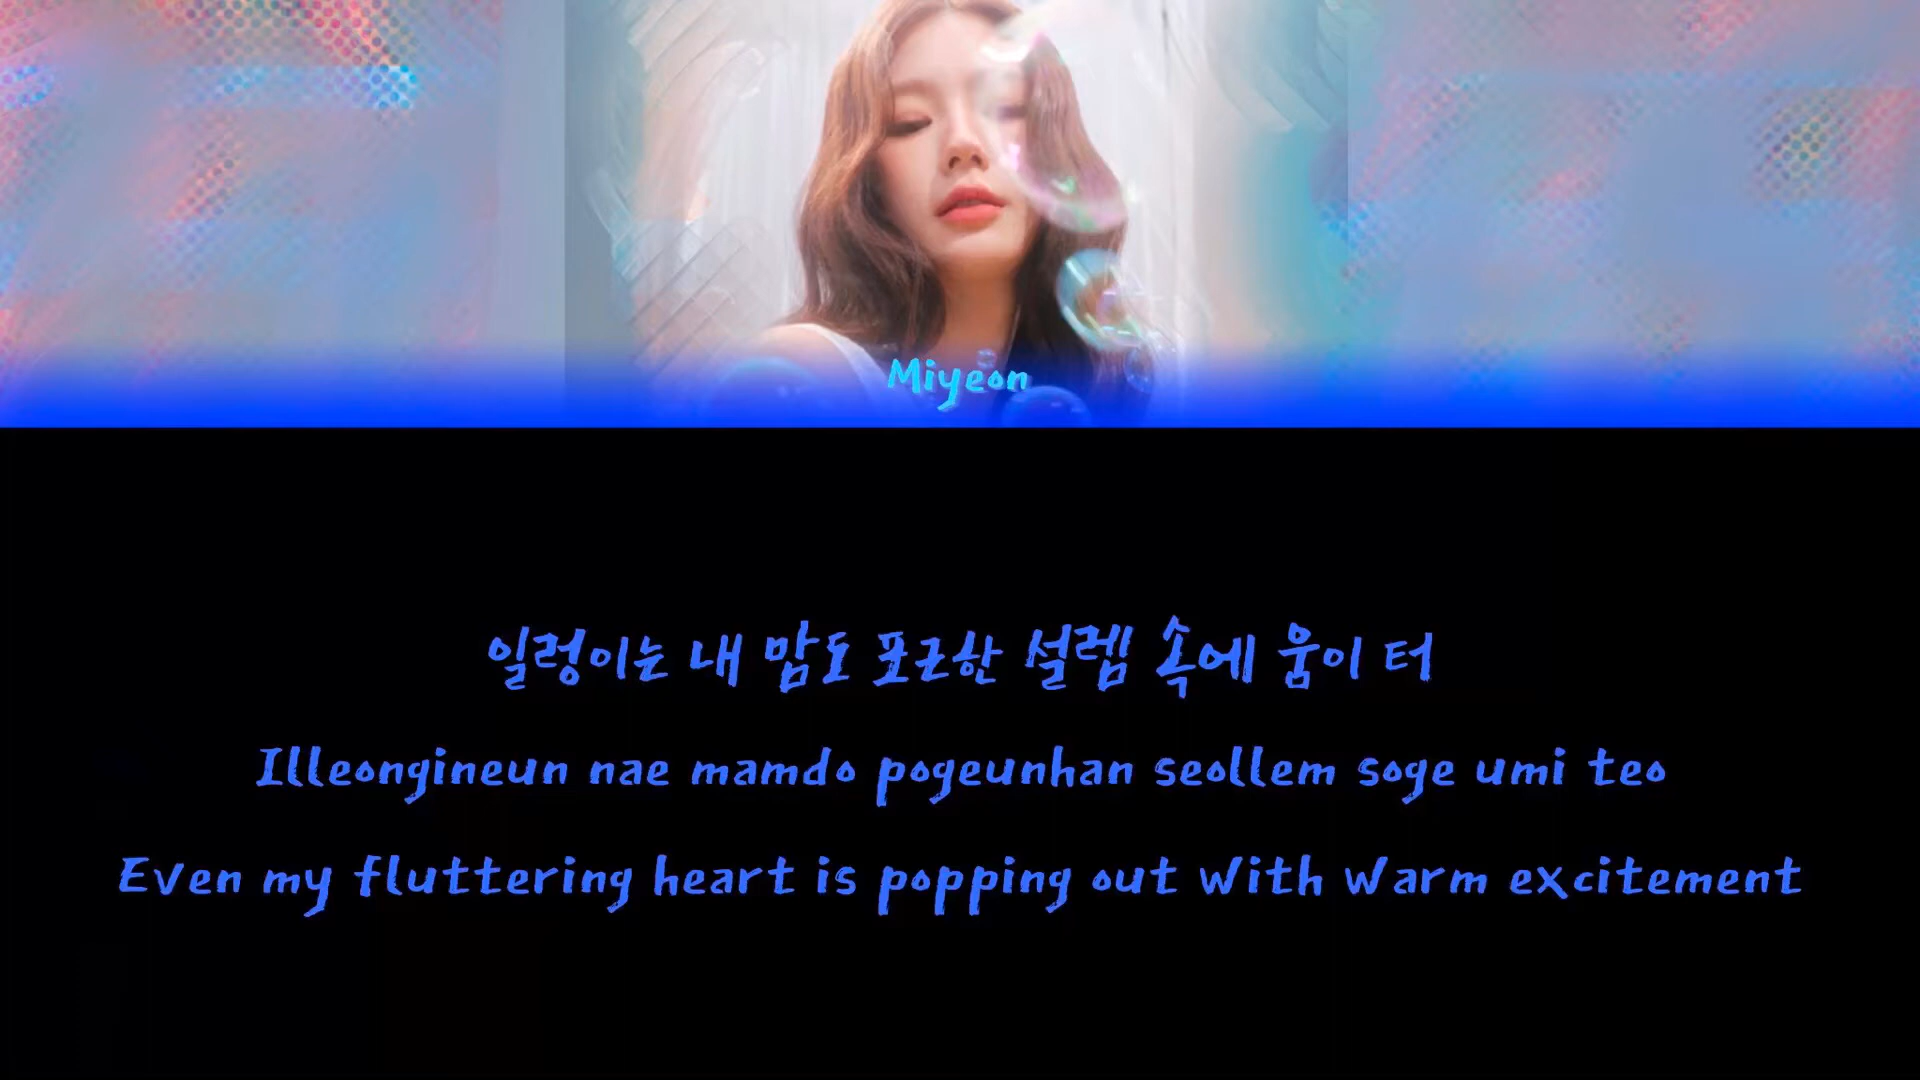 Miyeon
일렁이는 내 맘도 포근한 설렘 속에 움이 터
Illeongineun nae mamdo pogeunhan seollem soge umi teo
Even my fluttering heart is popping out with warm excitement